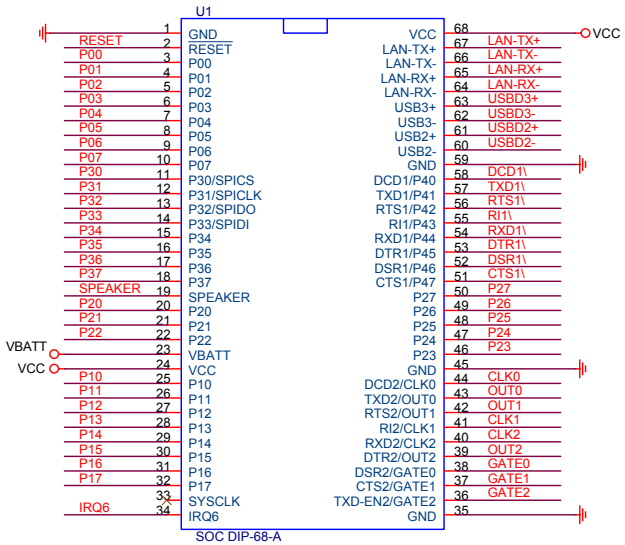 U1
1 GND VCC 68 VCC
RESET 2 RESET LAN-TX+ 67 LAN-TX+
P00 3 P00 LAN-TX- 66 LAN-TX-
P01 4 P01 LAN-RX+ 65 LAN-RX+
P02 5 P02 LAN-RX- 64 LAN-RX-
P03 6 P03 USB3+ 63 USBD3+
P04 7 P04 USB3- 62 USBD3-
P05 8 P05 USB2+ 61 USBD2+
P06 9 P06 USB2- 60 USBD2-
P07 10 P07 GND 59
P30 11 P30/SPICS DCD1/P40 58 DCD1\
P31 12 P31/SPICLK TXD1/P41 57 TXD1\
P32 13 P32/SPIDO RTS1/P42 56 RTS1\
P33 14 P33/SPIDI RI1/P43 55 RI1\
P34 15 P34 RXD1/P44 54 RXD1\
P35 16 P35 DTR1/P45 53 DTR1\
P36 17 P36 DSR1/P46 52 DSR1\
P37 18 P37 CTS1/P47 51 CTS1\
SPEAKER 19 SPEAKER P27 50 P27
P20 20 P20 P26 49 P26
P21 21 P21 P25 48 P25
P22 22 P22 P24 47 P24
VBATT 23 VBATT P23 46 P23
VCC 24 VCC GND 45
P10 25 P10 DCD2/CLK0 44 CLK0
P11 26 P11 TXD2/OUT0 43 OUT0
P12 27 P12 RTS2/OUT1 42 OUT1
P13 28 P13 RI2/CLK1 41 CLK1
P14 29 P14 RXD2/CLK2 40 CLK2
P15 30 P15 DTR2/OUT2 39 OUT2
P16 31 P16 DSR2/GATE0 38 GATE0
P17 32 P17 CTS2/GATE1 37 GATE1
33 SYSCLK TXD-EN2/GATE2 36 GATE2
IRQ6 34 IRQ6 GND 35
SOC DIP-68-A